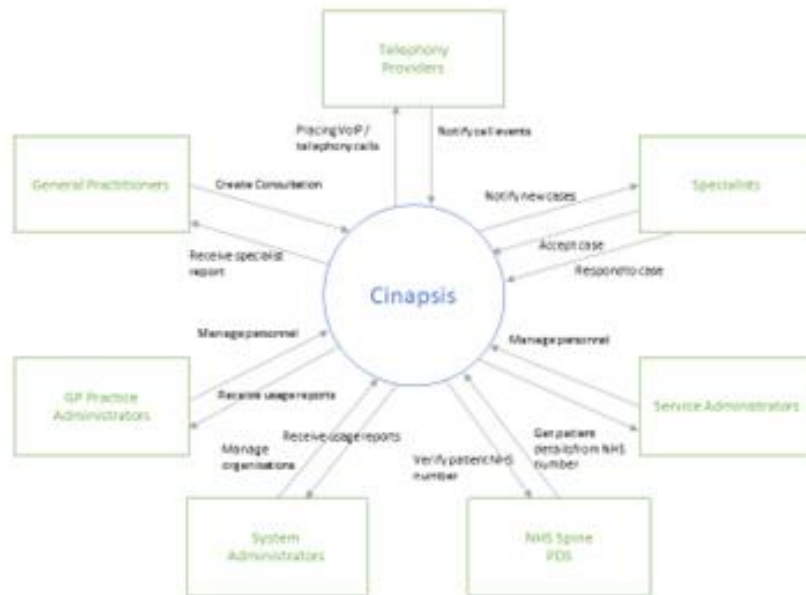 Telephony
Providers
Placing VoIP /
telephony calls
Notify call events
General Practitioners
Create Consultation
Notify new cases
Specialists
Accept case
Receive specialist
report
Respond to case
Cinapsis
Manage personnel
Manage personnel
GP Practice
Administrators
Receive usage reports
Service Administrators
Manage
organisations
Receive usage reports
Verify patient NHS
number
Get patient
details from NHS
number
System
Administrators
NHS Spine
PDS